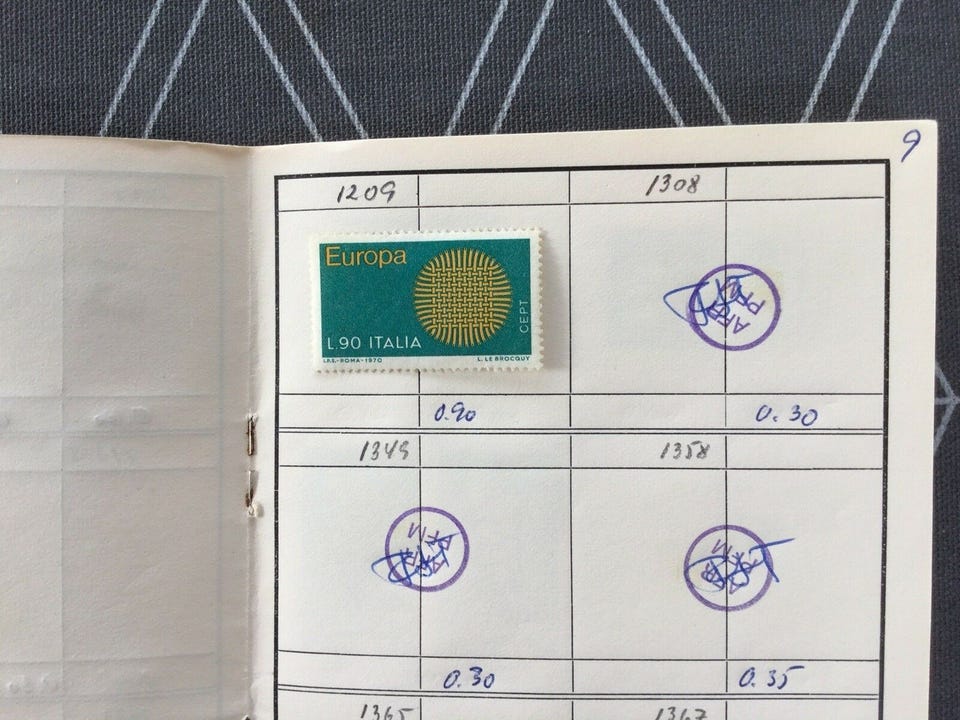 9
1209 1308
Europa
CEPT
L.90 ITALIA
I.P.S.-ROMA-1970 L. LE BROCQUY
0.90 0.30
1349 1358
0.30 0.35
1365 1367